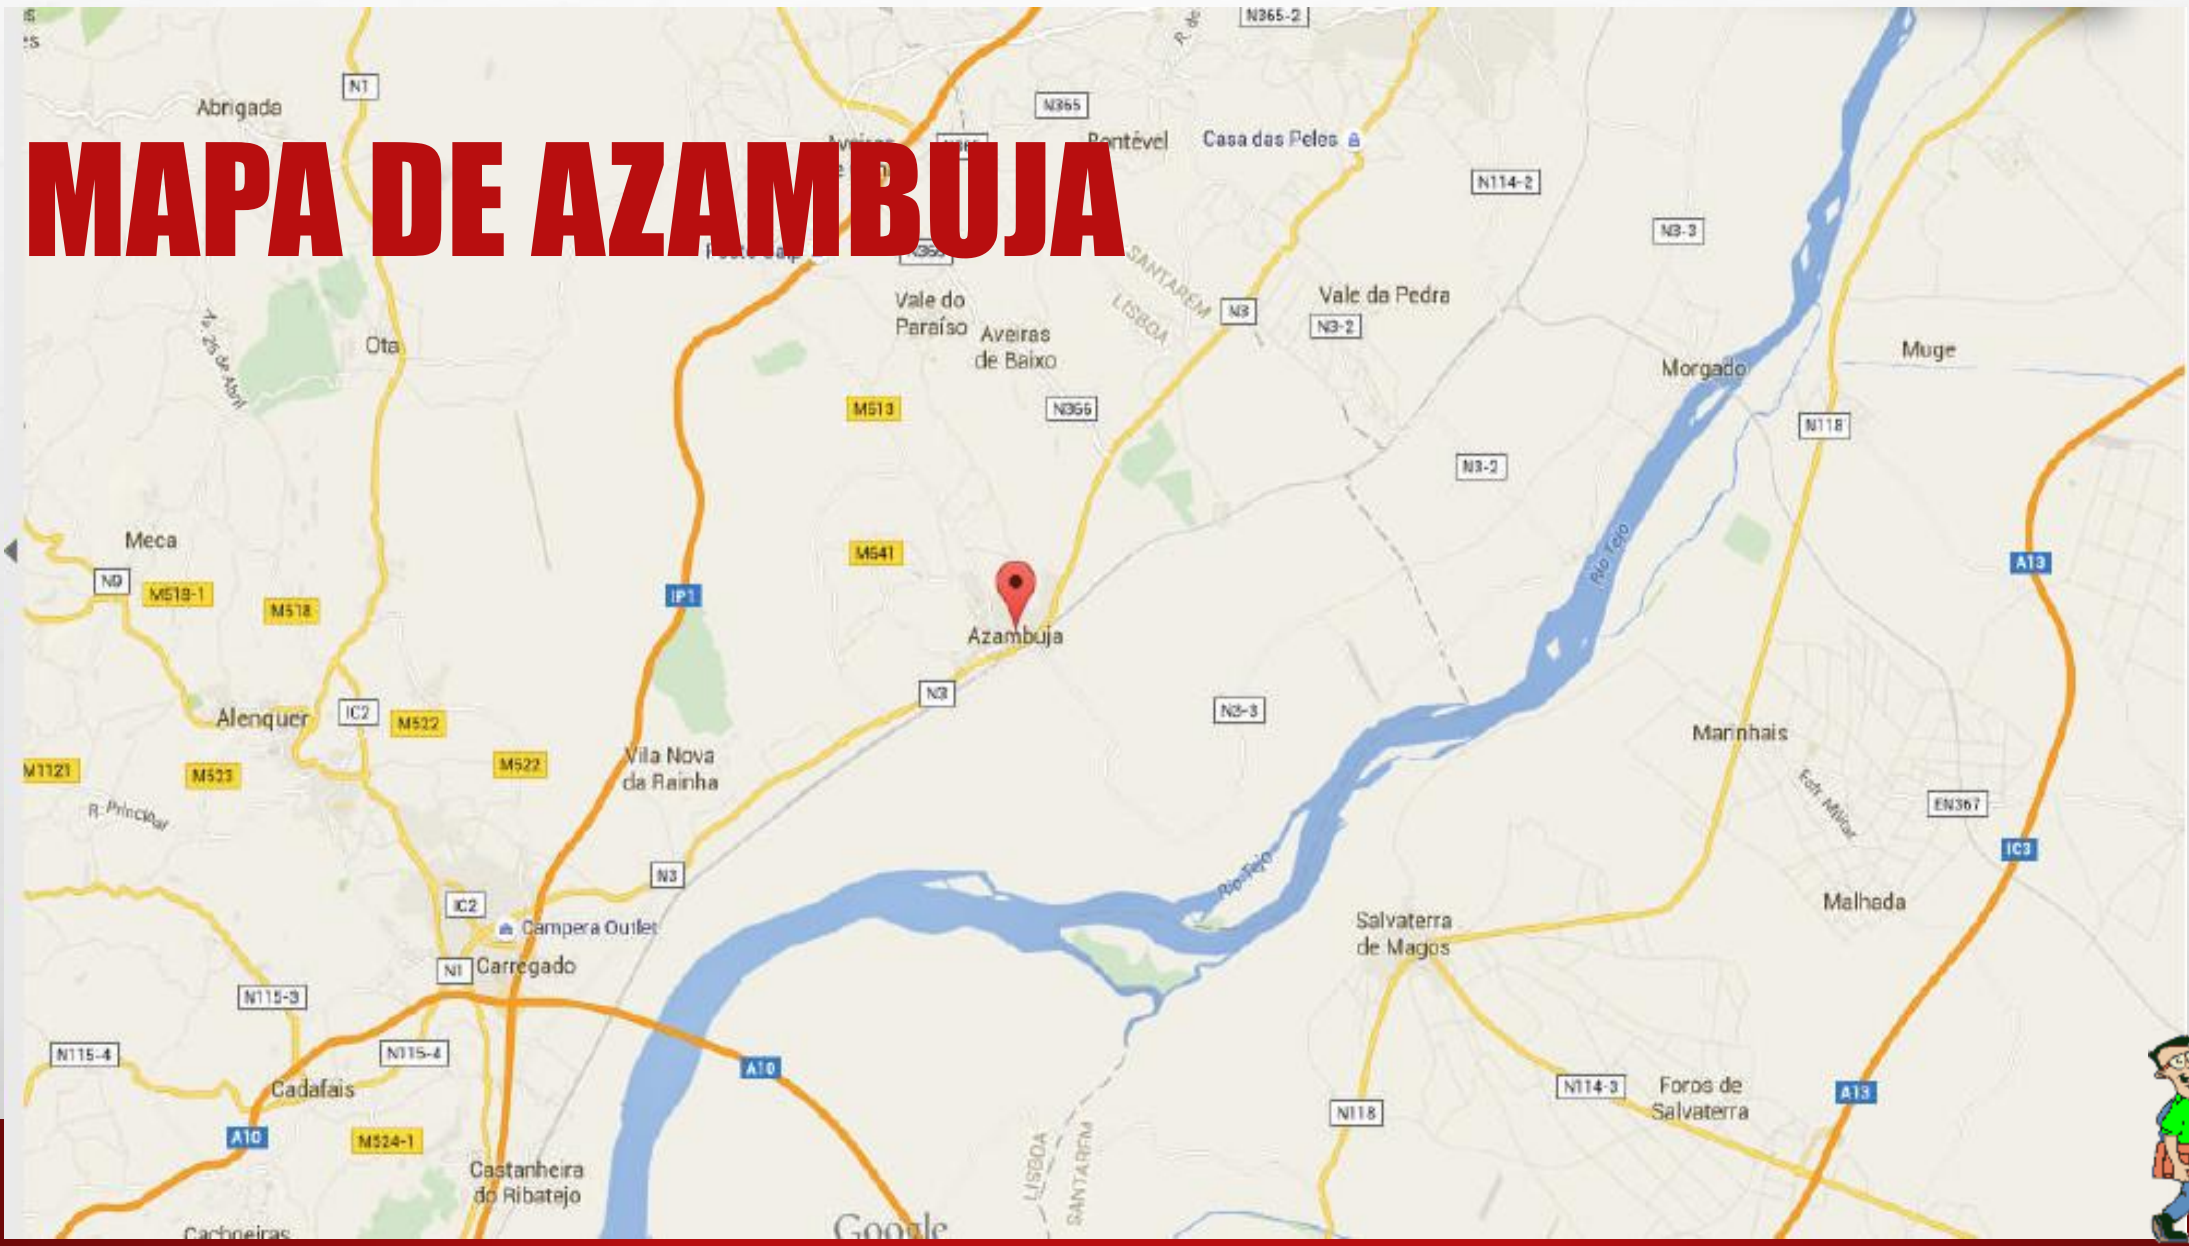 N365-2
N1
Abrigada
N365
Pontével
Casa das Peles
MAPA DE AZAMBUJA
N114-2
N3-3
SANTARÉM
LISBOA
Vale do
Paraíso
Aveiras
de Baixo
N3
Vale da Pedra
N3-2
Ota
Morgado
Muge
M513
N366
N118
N3-2
Meca
N9
M519-1
M518
M541
IP1
Rio Tejo
A13
Azambuja
N3
N3-3
Alenquer
IC2
M522
Marinhais
M1121
M523
M522
Vila Nova
da Rainha
R. Principal
Estr. Militar
EN367
IC3
N3
IC2
Campera Outlet
Rio Tejo
Salvaterra
de Magos
Malhada
N1
Carregado
N115-3
N115-4
N115-4
A10
Cadafais
N114-3
Foros de
Salvaterra
A13
A10
M524-1
N118
LISBOA
SANTARÉM
Castanheira
do Ribatejo
Cachoeiras
Google